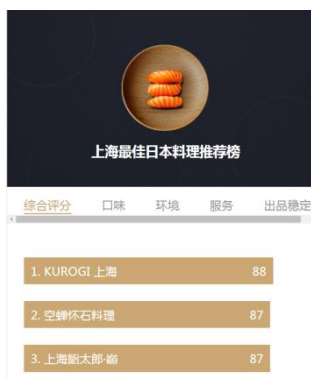 上海最佳日本料理推荐榜
综合评分 口味 环境 服务 出品稳定
1. KUROGI 上海 88
2. 空蝉怀石料理 87
3. 上海鮨太郎·崮 87